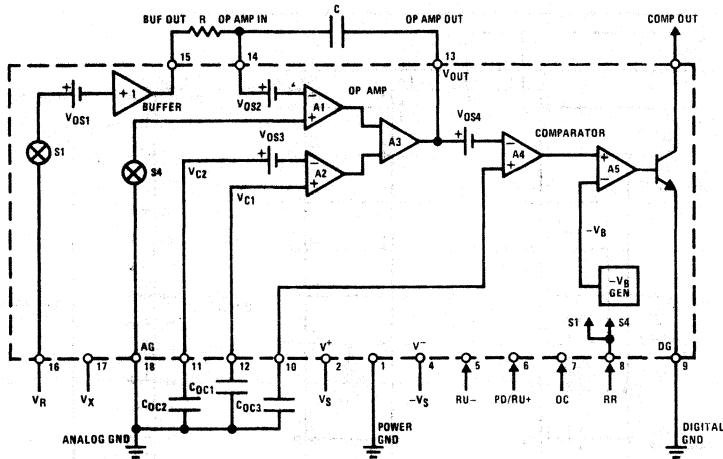 BUF OUT R OP AMP IN C OP AMP OUT COMP OUT
15 14 13
VOUT
+ + OP AMP
+1 - A1
BUFFER VOS2 +
VOS1 VOS4
VOS3 A3 + COMPARATOR
S1 S4 + - -
A4 +
VC2 A2 + A5
+ -
VC1
-VB
-VB
GEN
S1 S4
AG V+ V- DG
16 17 18 11 12 10 2 1 4 5 6 7 8 9
VR VX COC2 COC1 COC3 VS -VS RU- PD/RU+ OC RR
ANALOG GND POWER
GND
DIGITAL
GND